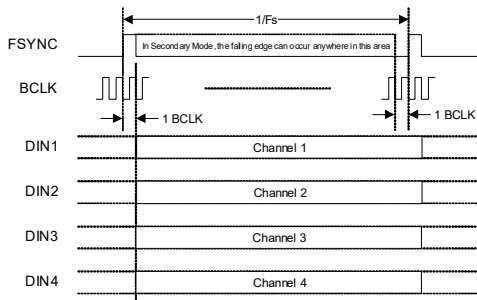 1/Fs
FSYNC
In Secondary Mode, the falling edge can occur anywhere in this area
BCLK
1 BCLK
1 BCLK
DIN1
Channel 1
DIN2
Channel 2
DIN3
Channel 3
DIN4
Channel 4